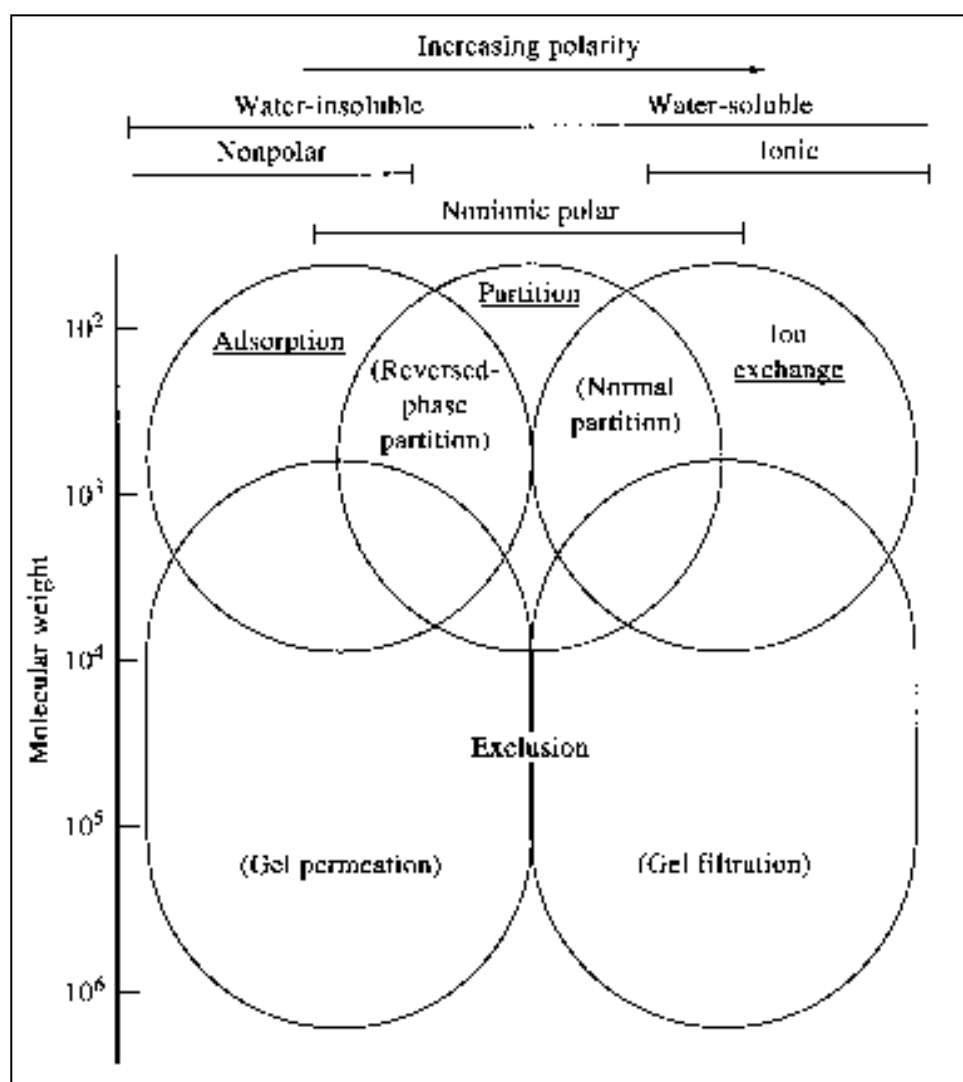 Increasing polarity
Water-insoluble Water-soluble
Nonpolar Ionic
Nonionic polar
Partition
10²
Adsorption
Ion
exchange
(Reversed-
phase
partition)
(Normal
partition)
10³
Molecular weight
10⁴
Exclusion
10⁵
(Gel permeation) (Gel filtration)
10⁶